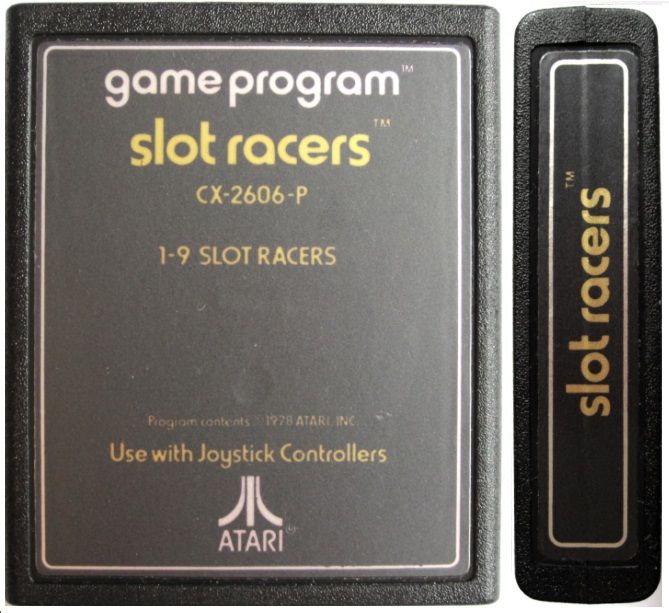 game program™
slot racers™
CX-2606-P
1-9 SLOT RACERS
Program contents ©1978 ATARI, INC.
Use with Joystick Controllers
ATARI®
slot racers™